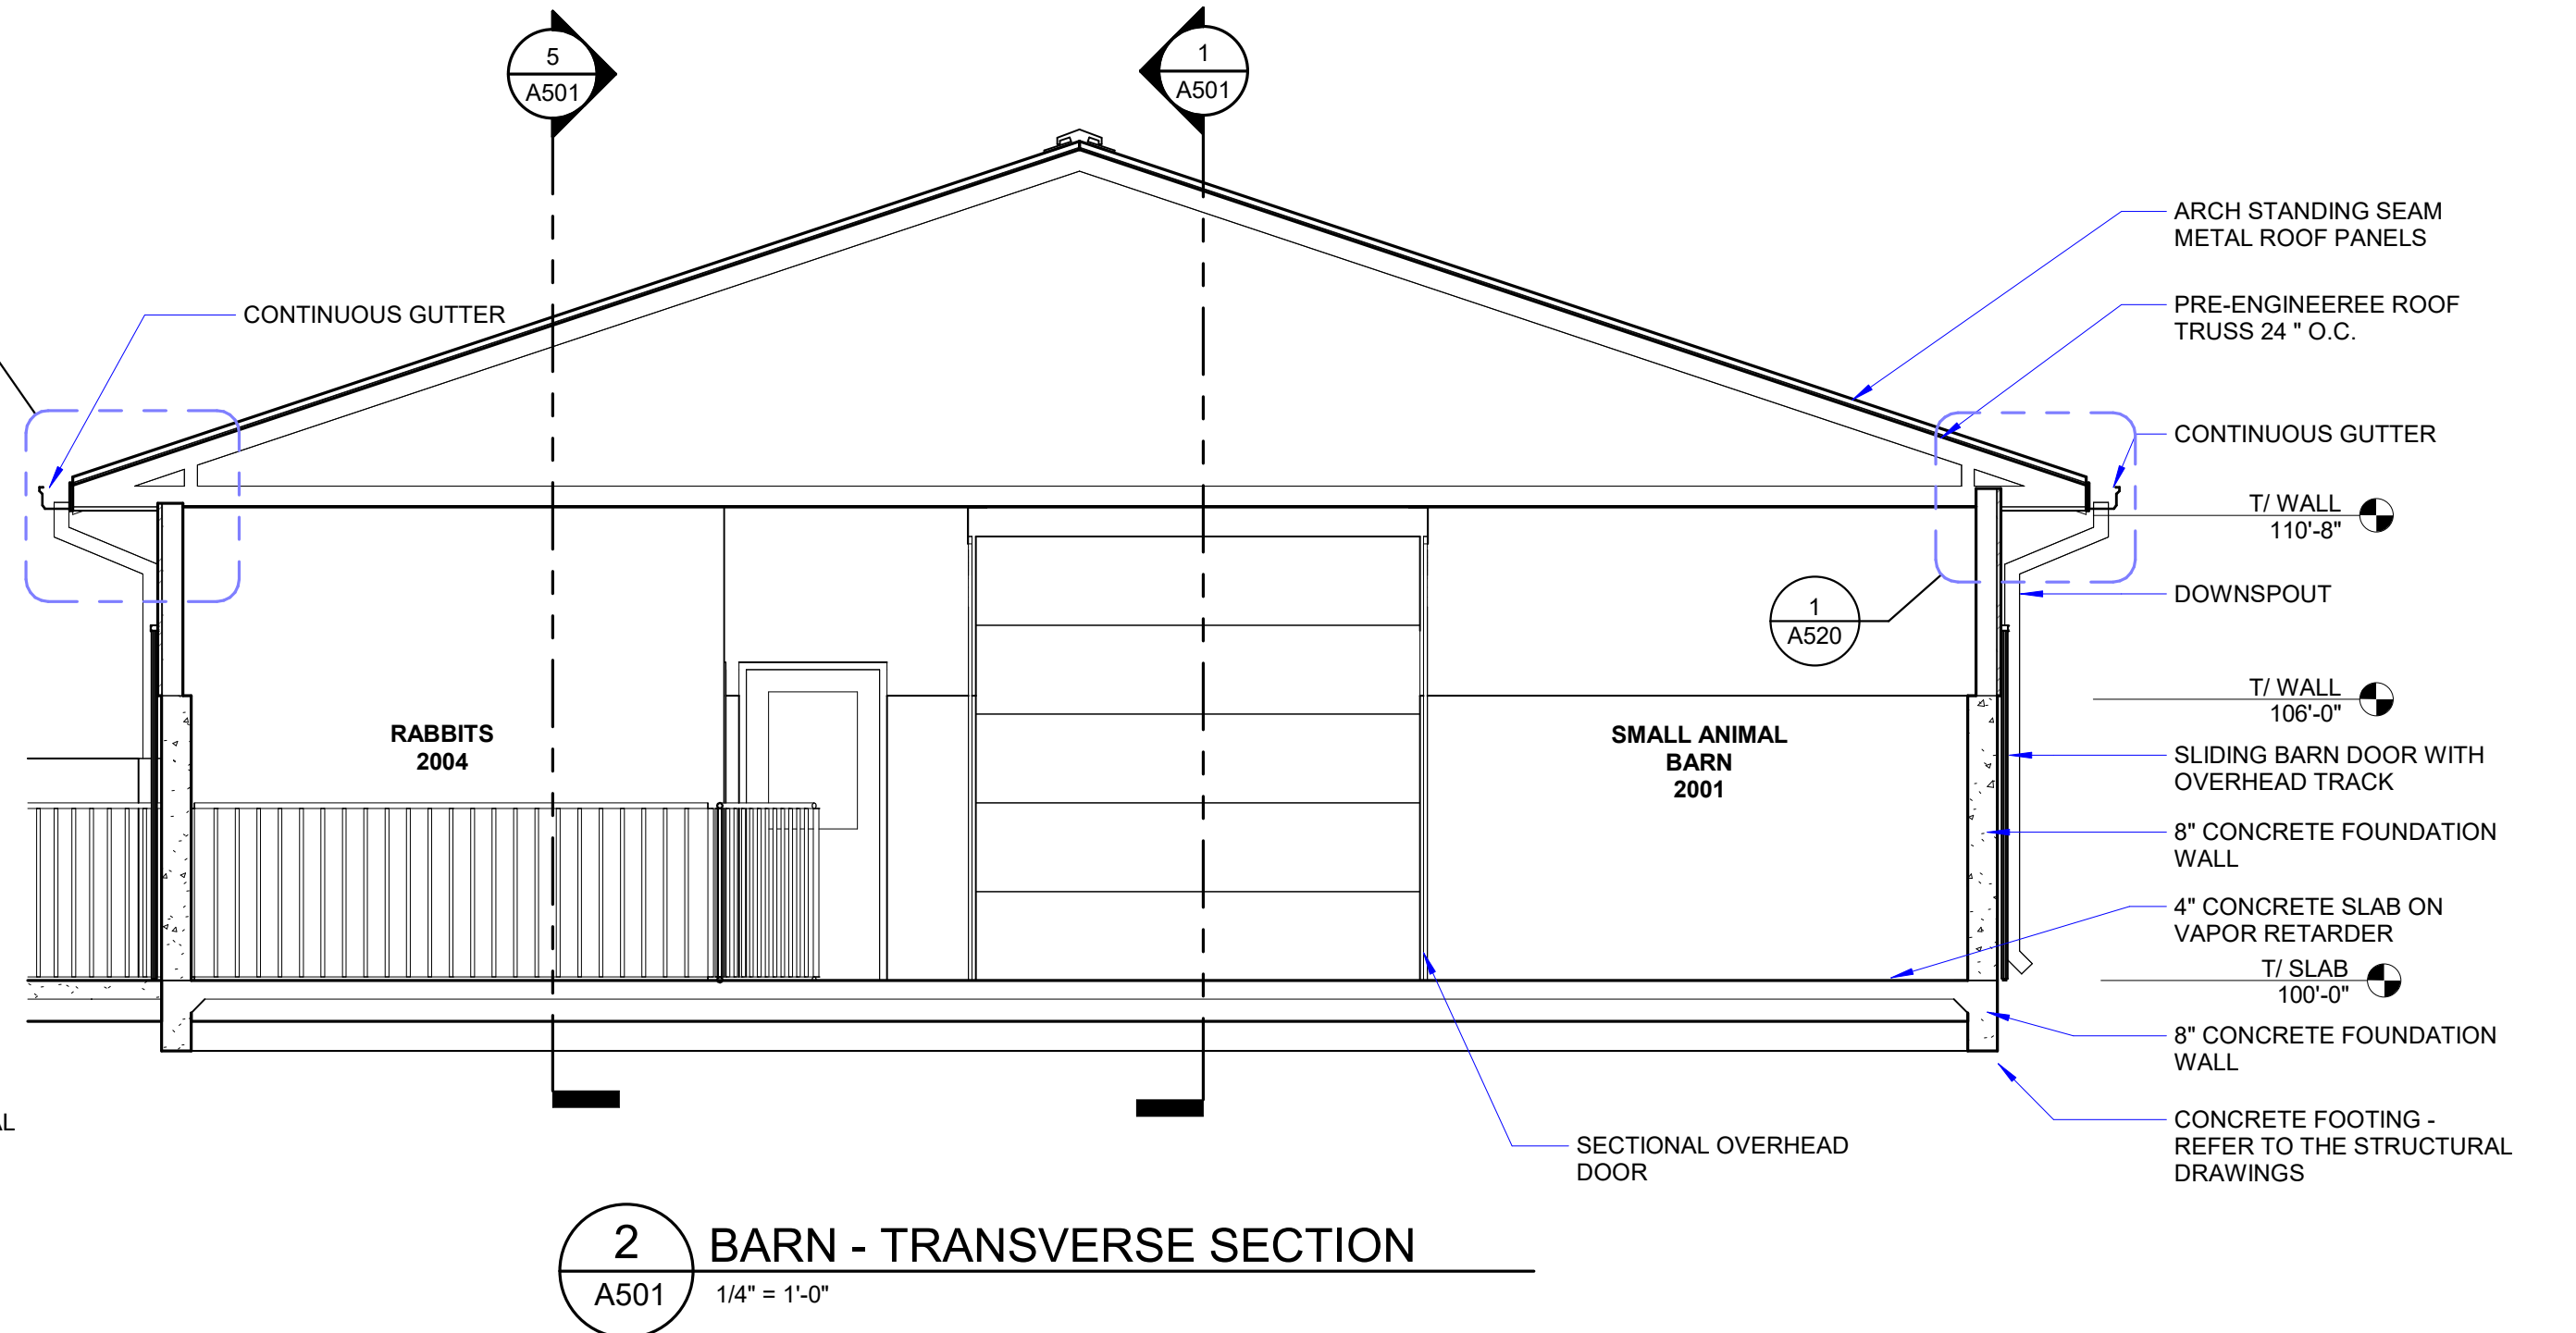 5
A501
1
A501
ARCH STANDING SEAM
METAL ROOF PANELS
CONTINUOUS GUTTER
PRE-ENGINEEREE ROOF
TRUSS 24 " O.C.
CONTINUOUS GUTTER
T/ WALL
110'-8"
1
A520
DOWNSPOUT
T/ WALL
106'-0"
RABBITS
2004
SMALL ANIMAL
BARN
2001
SLIDING BARN DOOR WITH
OVERHEAD TRACK
8" CONCRETE FOUNDATION
WALL
4" CONCRETE SLAB ON
VAPOR RETARDER
T/ SLAB
100'-0"
8" CONCRETE FOUNDATION
WALL
CONCRETE FOOTING -
REFER TO THE STRUCTURAL
DRAWINGS
SECTIONAL OVERHEAD
DOOR
2
A501
BARN - TRANSVERSE SECTION
1/4" = 1'-0"